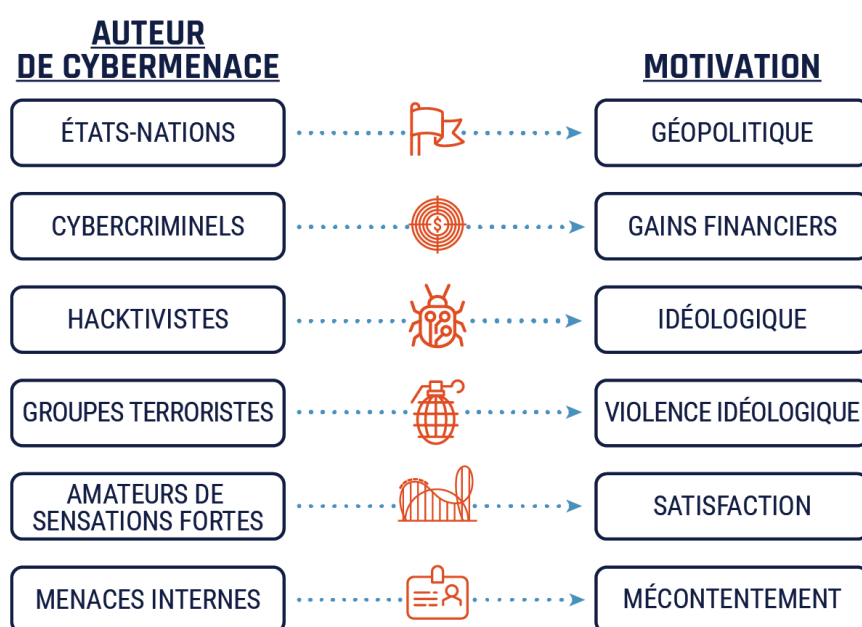 AUTEUR
DE CYBERMENACE
MOTIVATION
ÉTATS-NATIONS
GÉOPOLITIQUE
CYBERCRIMINELS
$
GAINS FINANCIERS
HACKTIVISTES
IDÉOLOGIQUE
GROUPES TERRORISTES
VIOLENCE IDÉOLOGIQUE
AMATEURS DE
SENSATIONS FORTES
SATISFACTION
MENACES INTERNES
MÉCONTENTEMENT